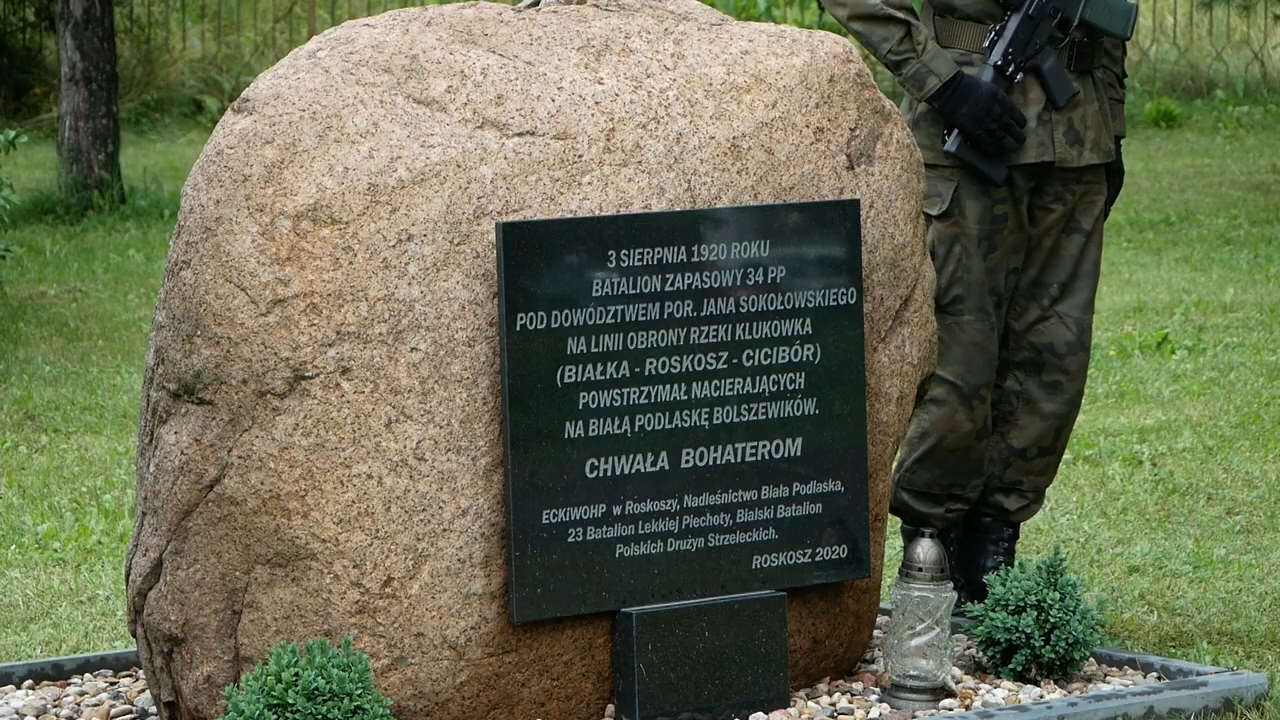 3 SIERPNIA 1920 ROKU
BATALION ZAPASOWY 34 PP
POD DOWÓDZTWEM POR. JANA SOKOŁOWSKIEGO
NA LINII OBRONY RZEKI KLUKÓWKA
(BIAŁKA - ROSKOSZ - CICIBÓR)
POWSTRZYMAŁ NACIERAJĄCYCH
NA BIAŁĄ PODLASKĘ BOLSZEWIKÓW.
CHWAŁA BOHATEROM
ECKiWOHP w Roskoszy, Nadleśnictwo Biała Podlaska,
23 Batalion Lekkiej Piechoty, Bialski Batalion
Polskich Drużyn Strzeleckich.
ROSKOSZ 2020